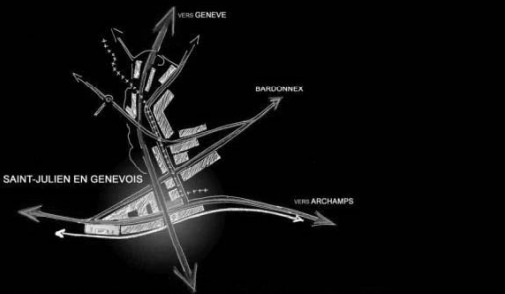 VERS GENEVE
BARDONNEX
SAINT-JULIEN EN GENEVOIS
VERS ARCHAMPS